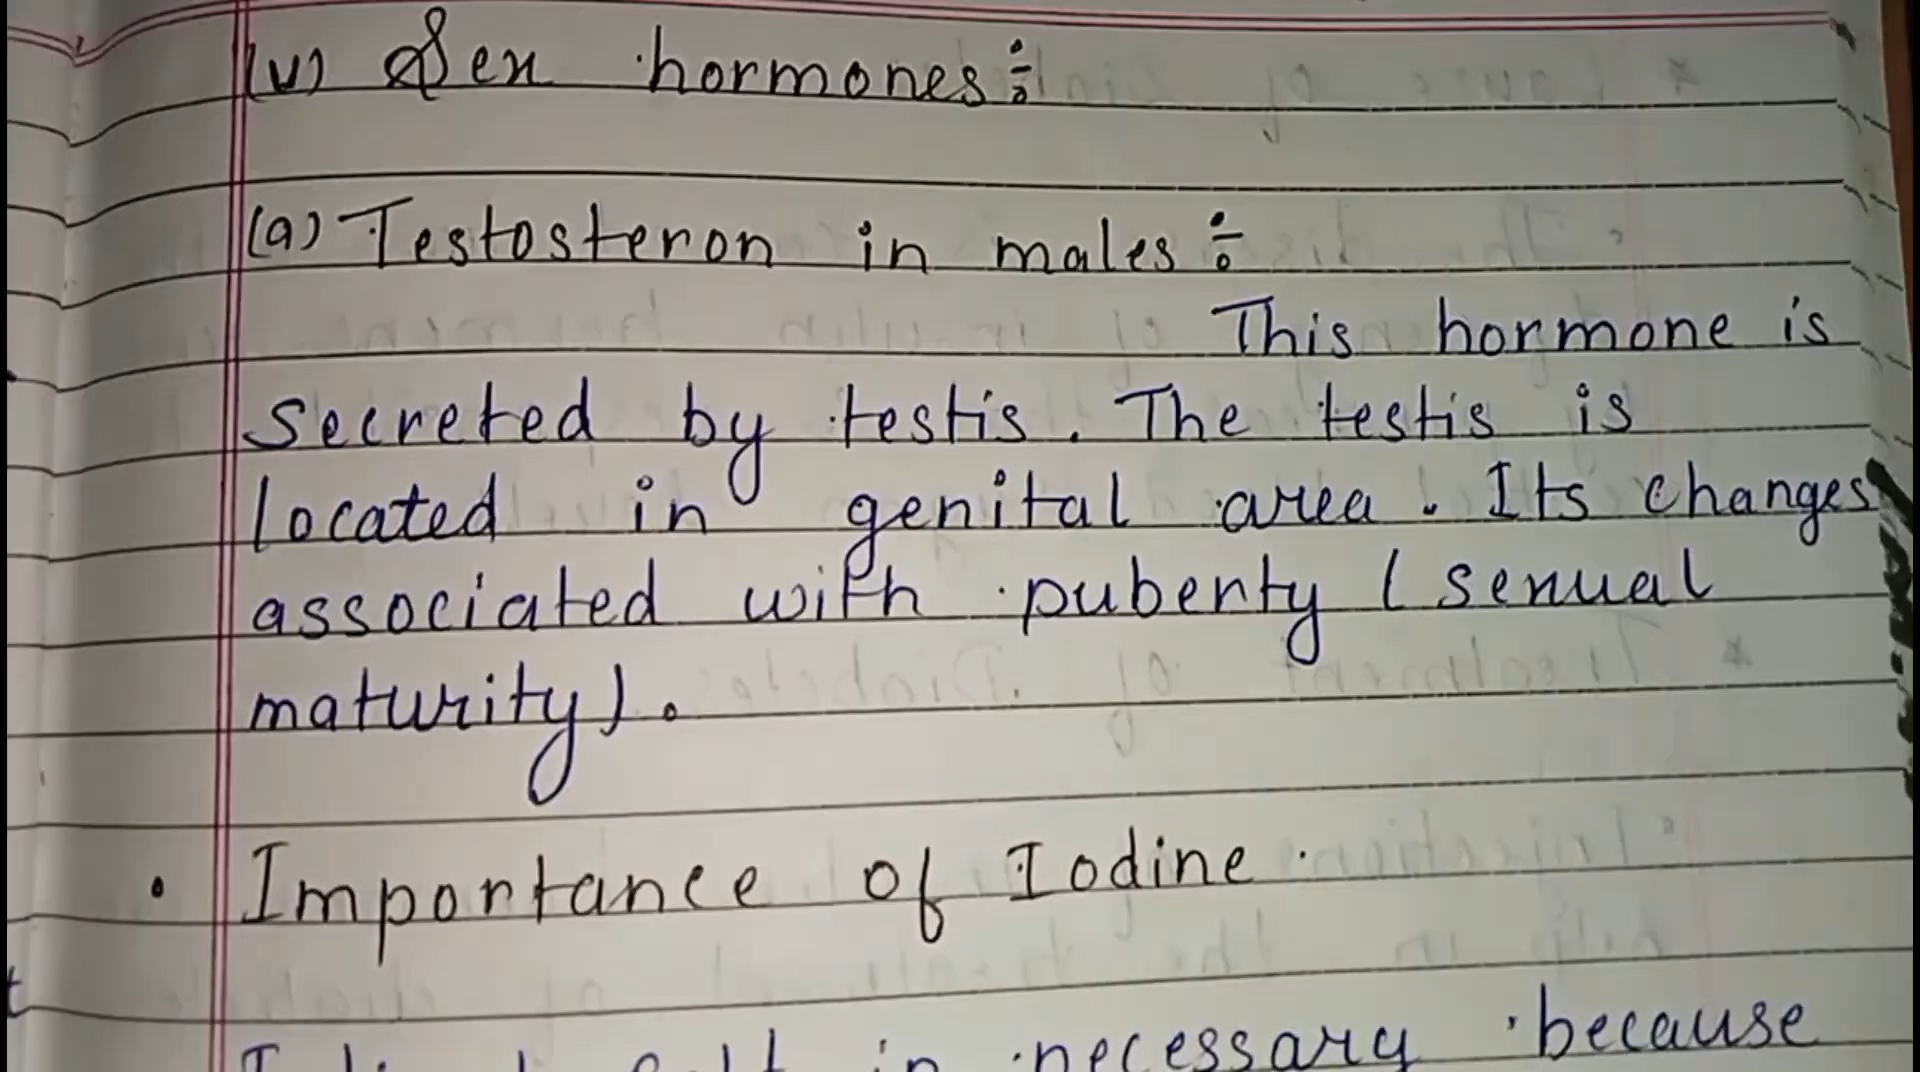 (v) Sex hormones :-
(a) Testosteron in males :-
This hormone is
secreted by testis. The testis is
located in genital area. Its changes
associated with puberty (sexual
maturity).
• Importance of Iodine.
necessary because